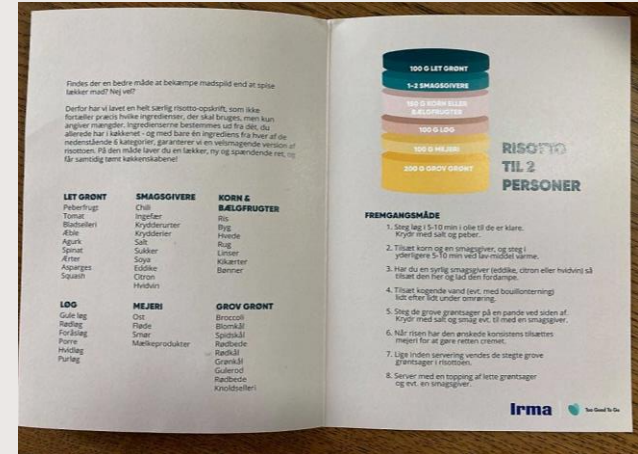 Findes der en bedre måde at bekæmpe madspild end at spise
lækker mad? Nej vel?
Derfor har vi lavet en helt særlig risotto-opskrift, som ikke
fortæller præcis hvilke ingredienser, der skal bruges, men kun
angiver mængder. Ingredienserne bestemmes ud fra dét, du
allerede har i køkkenet - og med bare én ingrediens fra hver af de
nedenstående 6 kategorier, garanterer vi en velsmagende version af
risottoen. På den måde laver du en lækker, ny og spændende ret, og
får samtidig tømt køkkenskabene!
LET GRØNT
Peberfrugt
Tomat
Bladselleri
Æble
Agurk
Spinat
Ærter
Asparges
Squash
SMAGSGIVERE
Chili
Ingefær
Krydderurter
Krydderier
Salt
Sukker
Soya
Eddike
Citron
Hvidvin
KORN &
BÆLGFRUGTER
Ris
Byg
Hvede
Rug
Linser
Kikærter
Bønner
LØG
Gule løg
Rødløg
Forårsløg
Porre
Hvidløg
Purløg
MEJERI
Ost
Fløde
Smør
Mælkeprodukter
GROV GRØNT
Broccoli
Blomkål
Spidskål
Rødbede
Rødkål
Grønkål
Gulerod
Rødbede
Knoldselleri
100 G LET GRØNT
1-2 SMAGSGIVERE
150 G KORN ELLER
BÆLGFRUGTER
100 G LØG
100 G MEJERI
200 G GROV GRØNT
RISOTTO
TIL 2
PERSONER
FREMGANGSMÅDE
1. Steg løg i 5-10 min i olie til de er klare.
Krydr med salt og peber.
2. Tilsæt korn og en smagsgiver, og steg i
yderligere 5-10 min ved lav-middel varme.
3. Har du en syrlig smagsgiver (eddike, citron eller hvidvin) så
tilsæt den her og lad den fordampe.
4. Tilsæt kogende vand (evt. med bouillonterning)
lidt efter lidt under omrøring.
5. Steg de grove grøntsager på en pande ved siden af.
Krydr med salt og smag evt. til med en smagsgiver.
6. Når risen har den ønskede konsistens tilsættes
mejeri for at gøre retten cremet.
7. Lige inden servering vendes de stegte grove
grøntsager i risottoen.
8. Server med en topping af lette grøntsager
og evt. en smagsgiver.
Irma
Too Good To Go